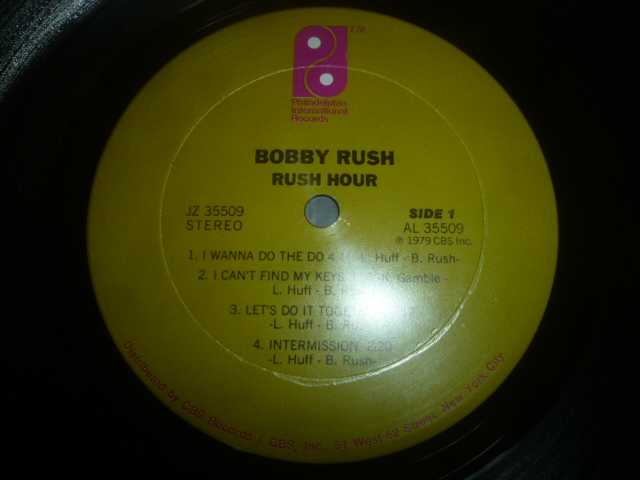 T.M.
Philadelphia
International
Records
BOBBY RUSH
RUSH HOUR
JZ 35509
STEREO
SIDE 1
AL 35509
℗ 1979 CBS Inc.
1. I WANNA DO THE DO Huff - B. Rush-
2. I CAN'T FIND MY KEYS Gamble -
L. Huff - B.
3. LET'S DO IT
-L. Huff - B.
4. INTERMISSION 2:20
-L. Huff - B. Rush-
Distributed by CBS Records / CBS, Inc., 51 West 52 Street, New York City